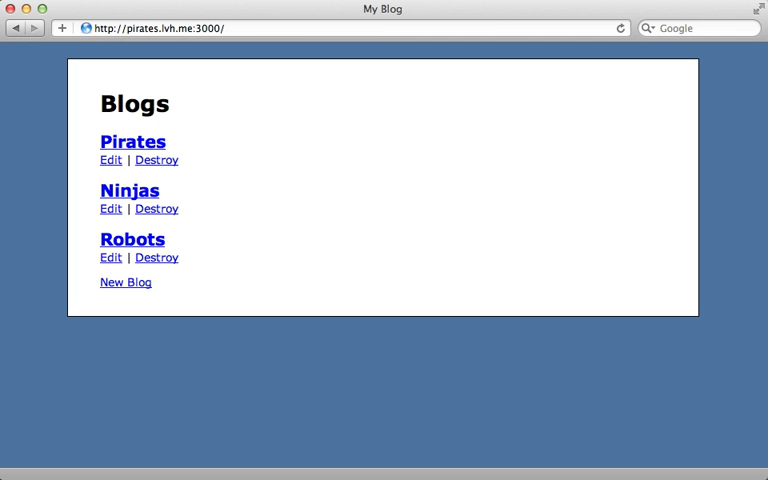 My Blog
http://pirates.lvh.me:3000/
Google
Blogs
Pirates
Edit | Destroy
Ninjas
Edit | Destroy
Robots
Edit | Destroy
New Blog